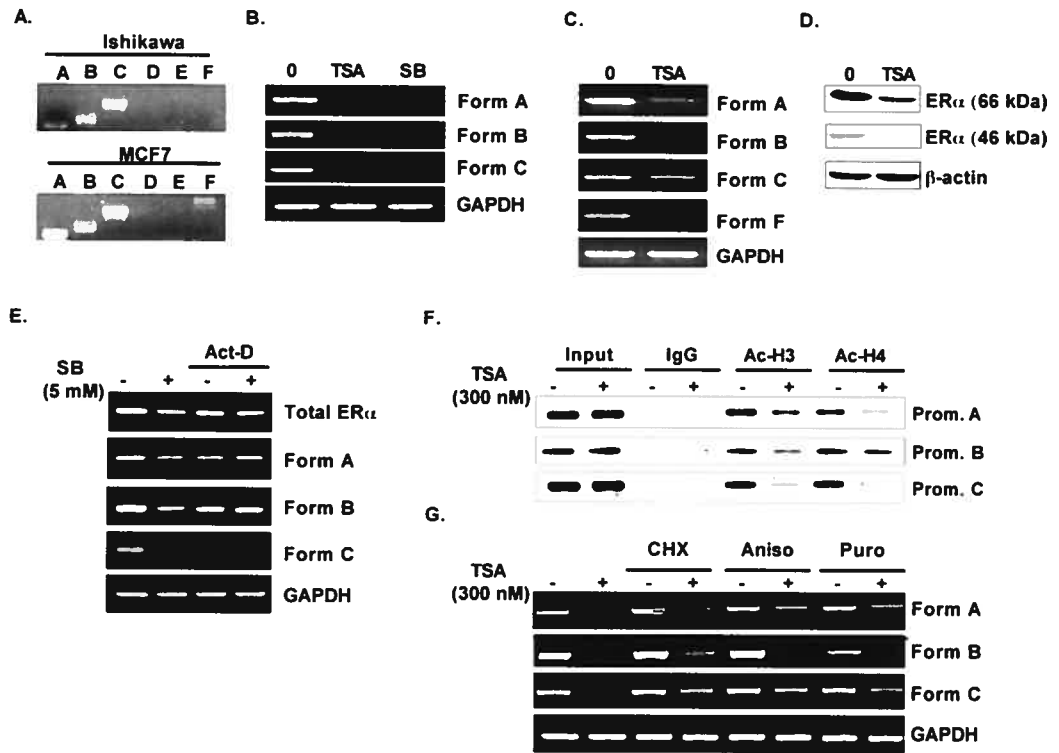 A.
Ishikawa
A B C D E F
MCF7
A B C D E F
B.
0 TSA SB
Form A
Form B
Form C
GAPDH
C.
0 TSA
Form A
Form B
Form C
Form F
GAPDH
D.
0 TSA
ERα (66 kDa)
ERα (46 kDa)
β-actin
E.
Act-D
SB
(5 mM)
- + - +
Total ERα
Form A
Form B
Form C
GAPDH
F.
Input IgG Ac-H3 Ac-H4
TSA
(300 nM)
- + - + - + - +
Prom. A
Prom. B
Prom. C
G.
CHX Aniso Puro
TSA
(300 nM)
- + - + - + - +
Form A
Form B
Form C
GAPDH